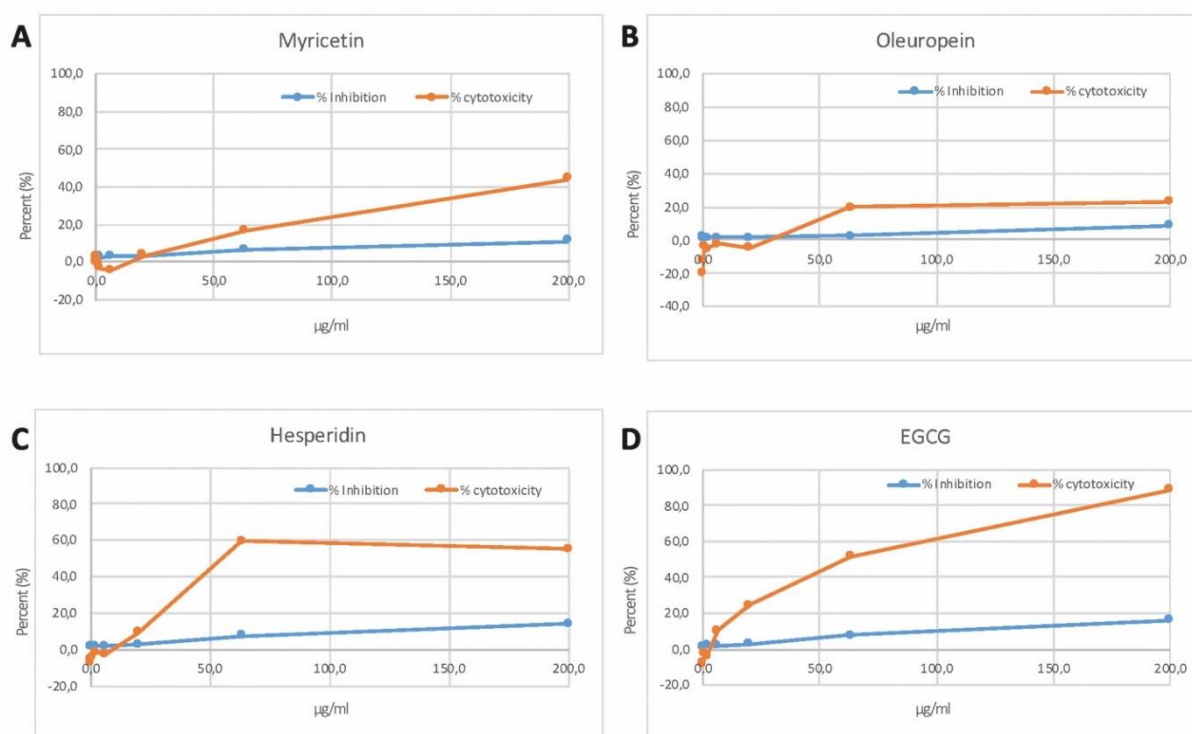 A
Myricetin
% Inhibition % cytotoxicity
100,0
80,0
60,0
40,0
20,0
0,0
-20,0
Percent (%)
0,0 50,0 100,0 150,0 200,0
µg/ml
B
Oleuropein
% Inhibition % cytotoxicity
100,0
80,0
60,0
40,0
20,0
0,0
-20,0
-40,0
Percent (%)
0,0 50,0 100,0 150,0 200,0
µg/ml
C
Hesperidin
% Inhibition % cytotoxicity
100,0
80,0
60,0
40,0
20,0
0,0
-20,0
Percent (%)
0,0 50,0 100,0 150,0 200,0
µg/ml
D
EGCG
% Inhibition % cytotoxicity
100,0
80,0
60,0
40,0
20,0
0,0
-20,0
Percent (%)
0,0 50,0 100,0 150,0 200,0
µg/ml